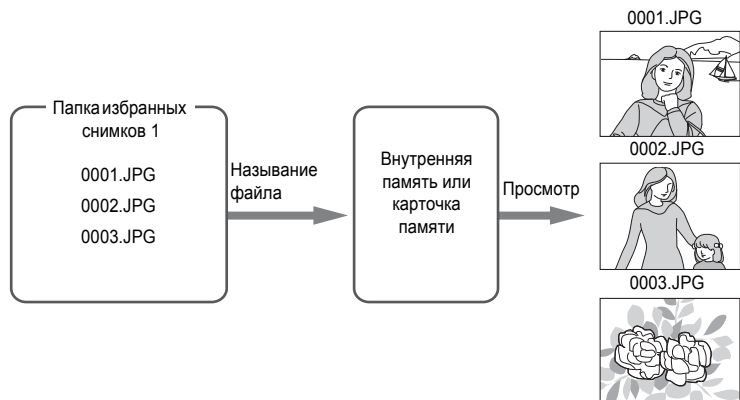 Папка избранных
снимков 1
0001.JPG
0002.JPG
0003.JPG
Называние
файла
Внутренняя
память или
карточка
памяти
Просмотр
0001.JPG
0002.JPG
0003.JPG